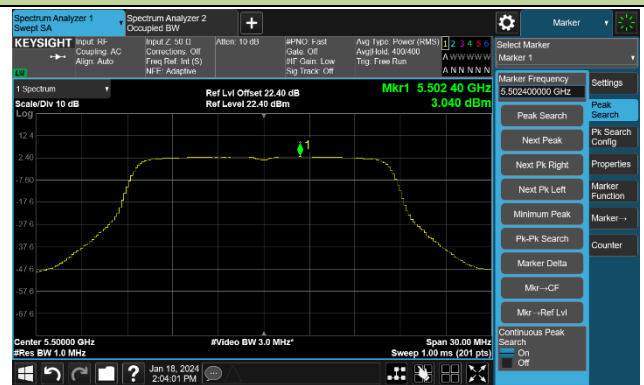 Spectrum Analyzer 1
Swept SA
Spectrum Analyzer 2
Occupied BW
+
Marker
KEYSIGHT
Input: RF
Coupling: AC
Align: Auto
Input Z: 50 Ω
Corrections: Off
Freq Ref: Int (S)
NFE: Adaptive
Atten: 10 dB
#PNO: Fast
Gate: Off
#IF Gain: Low
Sig Track: Off
Avg Type: Power (RMS)
Avg|Hold: 400/400
Trig: Free Run
1 2 3 4 5 6
A W W W W W
A N N N N N
Select Marker
Marker 1
1 Spectrum
Scale/Div 10 dB
Log
Ref Lvl Offset 22.40 dB
Ref Level 22.40 dBm
Mkr1 5.502 40 GHz
3.040 dBm
12.4
2.40
-7.60
-17.6
-27.6
-37.6
-47.6
-57.6
-67.6
1
Center 5.50000 GHz
#Res BW 1.0 MHz
#Video BW 3.0 MHz*
Span 30.00 MHz
Sweep 1.00 ms (201 pts)
Marker Frequency
5.502400000 GHz
Peak Search
Next Peak
Next Pk Right
Next Pk Left
Minimum Peak
Pk-Pk Search
Marker Delta
Mkr→CF
Mkr→Ref Lvl
Continuous Peak
Search
On
Off
Settings
Peak
Search
Pk Search
Config
Properties
Marker
Function
Marker→
Counter
?
Jan 18, 2024
2:04:01 PM